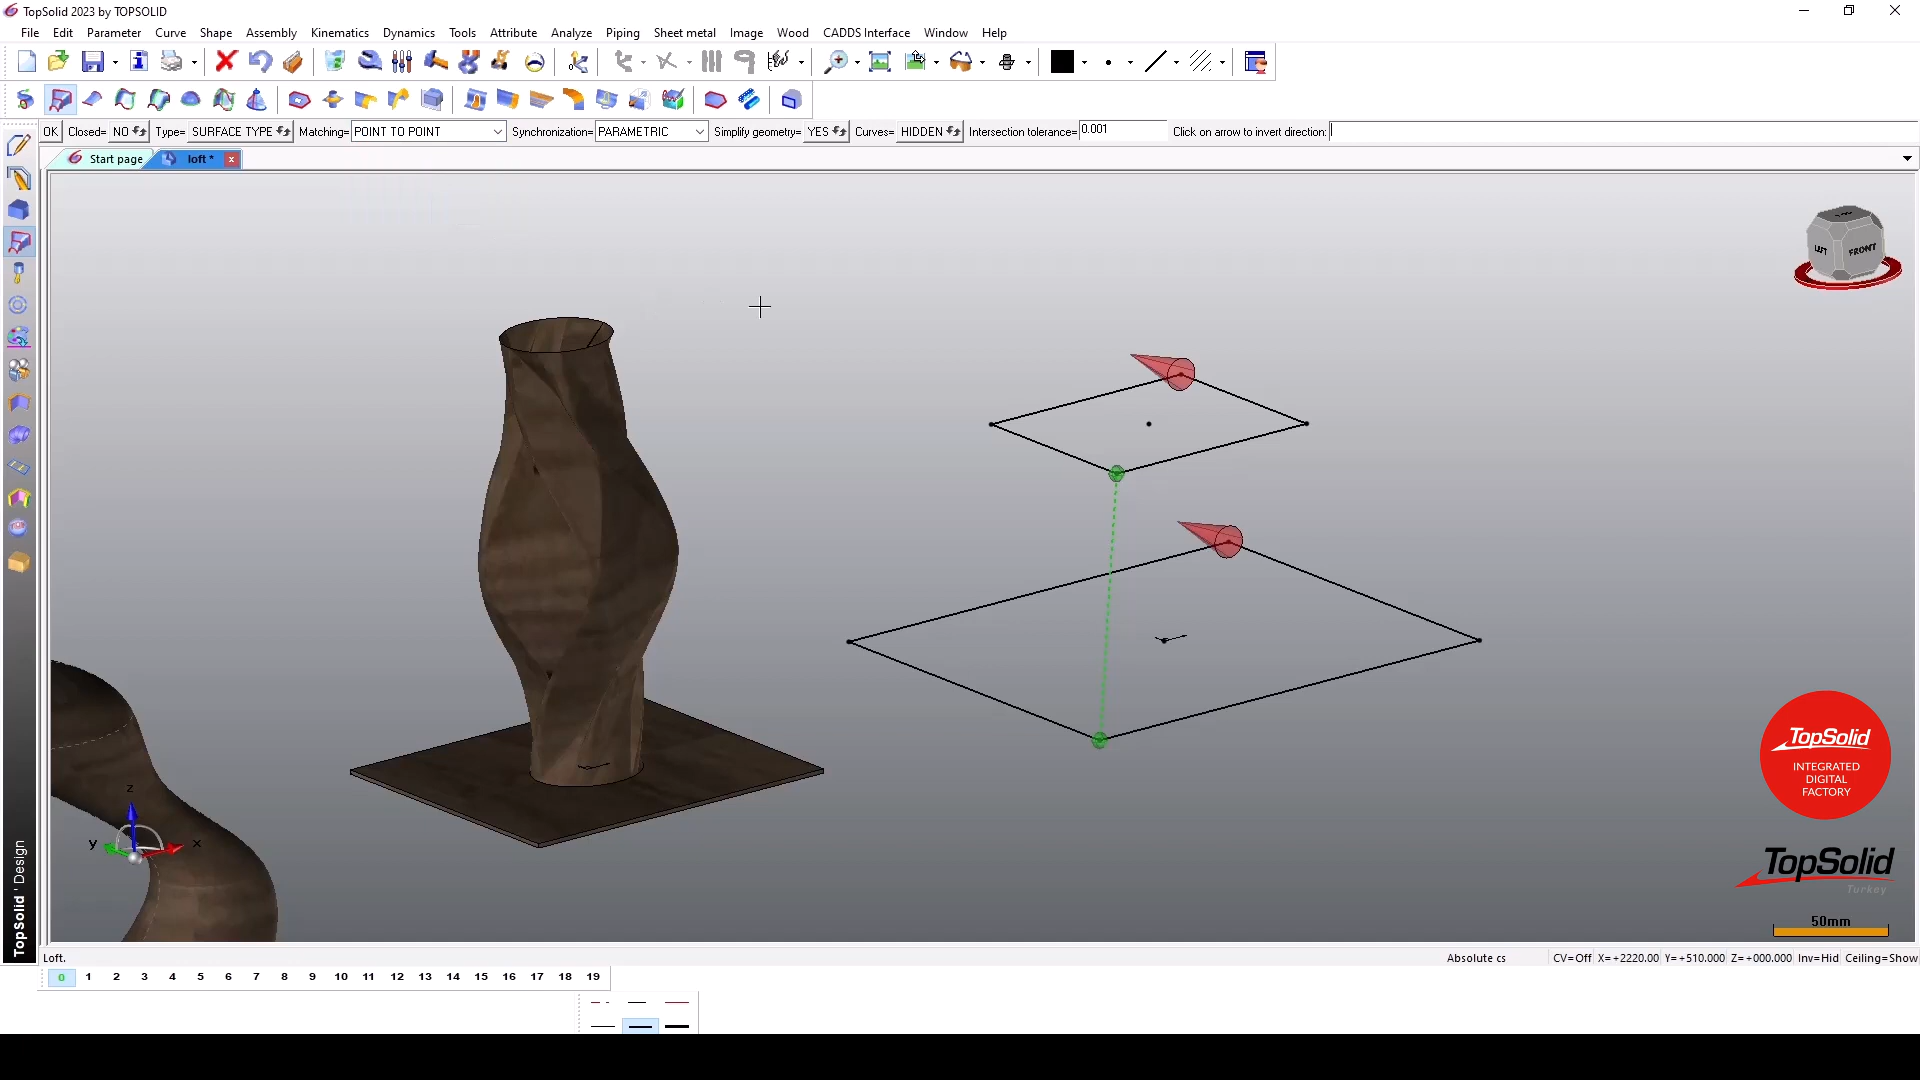 TopSolid 2023 by TOPSOLID
File Edit Parameter Curve Shape Assembly Kinematics Dynamics Tools Attribute Analyze Piping Sheet metal Image Wood CADDS Interface Window Help
OK Closed= NO Type= SURFACE TYPE Matching= POINT TO POINT Synchronization= PARAMETRIC Simplify geometry= YES Curves= HIDDEN Intersection tolerance= 0.001 Click on arrow to invert direction:
Start page loft * x
LEFT FRONT
TopSolid
INTEGRATED
DIGITAL
FACTORY
z
y x
TopSolid
Turkey
50mm
TopSolid ' Design
Loft. Absolute cs CV=Off X=+2220.00 Y=+510.000 Z=+000.000 Inv=Hid Ceiling=Show
0 1 2 3 4 5 6 7 8 9 10 11 12 13 14 15 16 17 18 19